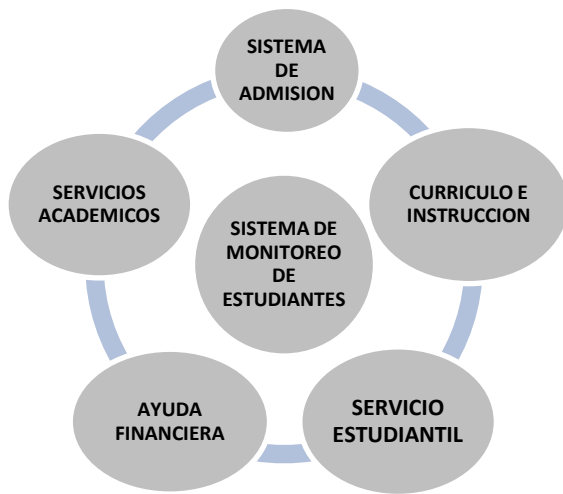 SISTEMA
DE
ADMISION
CURRICULO E
INSTRUCCION
SERVICIO
ESTUDIANTIL
AYUDA
FINANCIERA
SERVICIOS
ACADEMICOS
SISTEMA DE
MONITOREO
DE
ESTUDIANTES